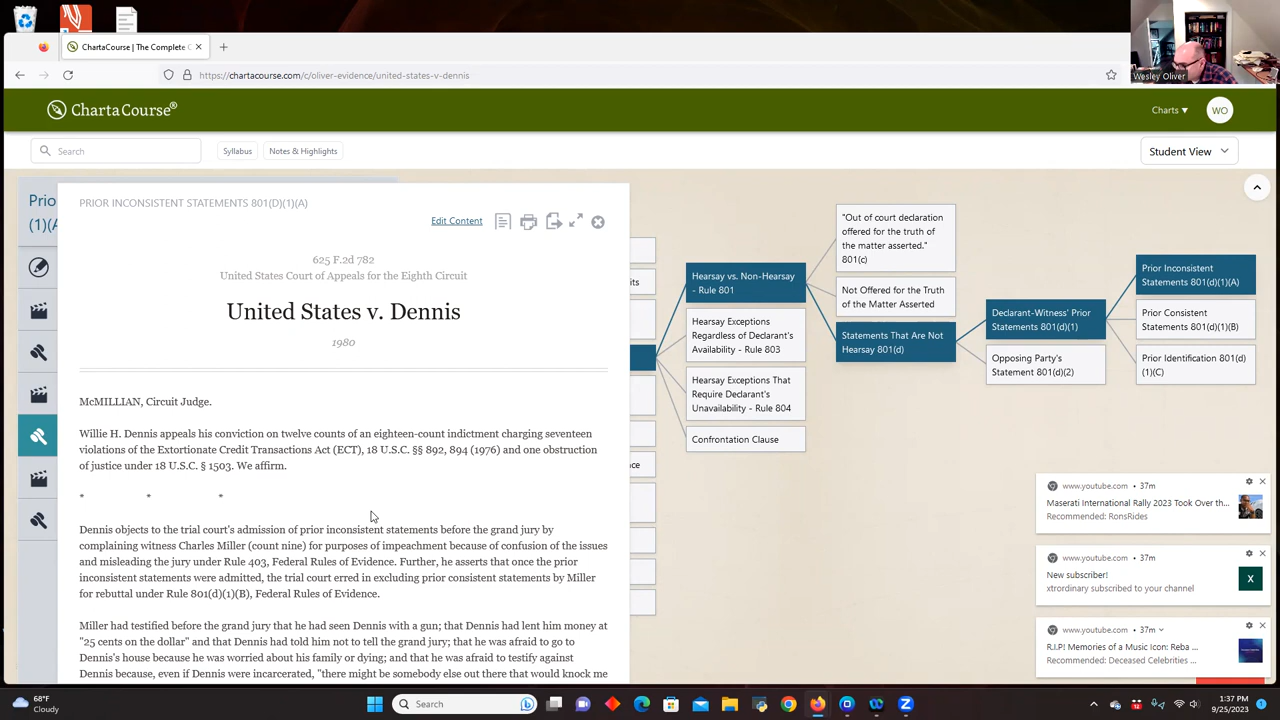 ChartaCourse | The Complete C
https://chartacourse.com/c/oliver-evidence/united-states-v-dennis
Wesley Oliver
ChartaCourse®
Charts
WO
Search
Syllabus
Notes & Highlights
Student View
Prio
(1)(A
PRIOR INCONSISTENT STATEMENTS 801(D)(1)(A)
Edit Content
625 F.2d 782
United States Court of Appeals for the Eighth Circuit
United States v. Dennis
1980
McMILLIAN, Circuit Judge.
Willie H. Dennis appeals his conviction on twelve counts of an eighteen-count indictment charging seventeen
violations of the Extortionate Credit Transactions Act (ECT), 18 U.S.C. §§ 892, 894 (1976) and one obstruction
of justice under 18 U.S.C. § 1503. We affirm.
* * *
Dennis objects to the trial court's admission of prior inconsistent statements before the grand jury by
complaining witness Charles Miller (count nine) for purposes of impeachment because of confusion of the issues
and misleading the jury under Rule 403, Federal Rules of Evidence. Further, he asserts that once the prior
inconsistent statements were admitted, the trial court erred in excluding prior consistent statements by Miller
for rebuttal under Rule 801(d)(1)(B), Federal Rules of Evidence.
Miller had testified before the grand jury that he had seen Dennis with a gun; that Dennis had lent him money at
"25 cents on the dollar" and that Dennis had told him not to tell the grand jury; that he was afraid to go to
Dennis's house because he was worried about his family or dying; and that he was afraid to testify against
Dennis because, even if Dennis were incarcerated, "there might be somebody else out there that would knock me
its
ce
Hearsay vs. Non-Hearsay
- Rule 801
Hearsay Exceptions
Regardless of Declarant's
Availability - Rule 803
Hearsay Exceptions That
Require Declarant's
Unavailability - Rule 804
Confrontation Clause
"Out of court declaration
offered for the truth of
the matter asserted."
801(c)
Not Offered for the Truth
of the Matter Asserted
Statements That Are Not
Hearsay 801(d)
Declarant-Witness' Prior
Statements 801(d)(1)
Opposing Party's
Statement 801(d)(2)
Prior Inconsistent
Statements 801(d)(1)(A)
Prior Consistent
Statements 801(d)(1)(B)
Prior Identification 801(d)
(1)(C)
www.youtube.com • 37m
Maserati International Rally 2023 Took Over th...
Recommended: RonsRides
www.youtube.com • 37m
New subscriber!
xtrordinary subscribed to your channel
X
www.youtube.com • 37m
R.I.P! Memories of a Music Icon: Reba ...
Recommended: Deceased Celebrities ...
68°F
Cloudy
Search
1:37 PM
9/25/2023